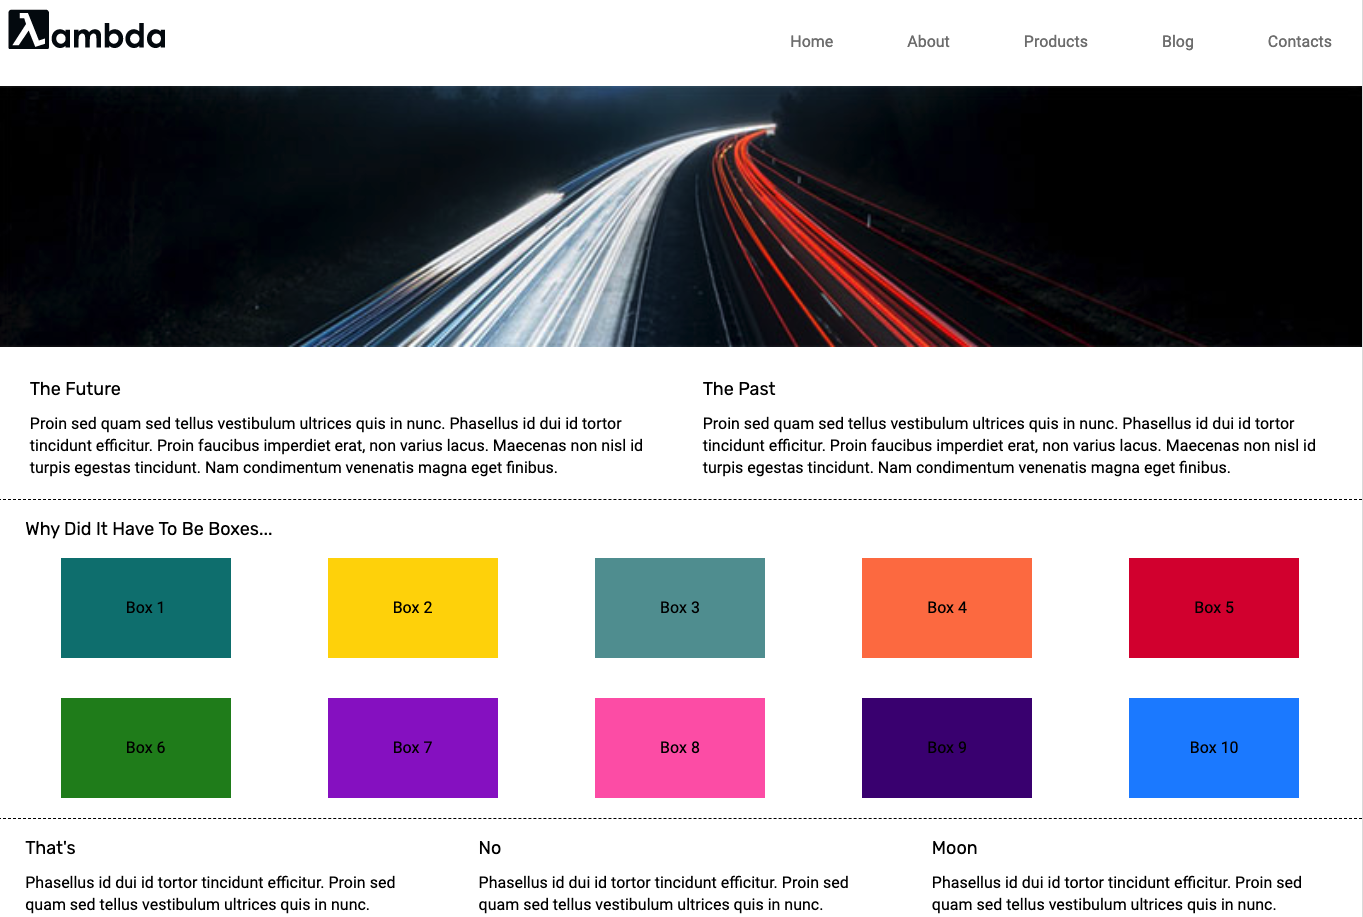 λambda
Home About Products Blog Contacts
The Future
Proin sed quam sed tellus vestibulum ultrices quis in nunc. Phasellus id dui id tortor
tincidunt efficitur. Proin faucibus imperdiet erat, non varius lacus. Maecenas non nisl id
turpis egestas tincidunt. Nam condimentum venenatis magna eget finibus.
The Past
Proin sed quam sed tellus vestibulum ultrices quis in nunc. Phasellus id dui id tortor
tincidunt efficitur. Proin faucibus imperdiet erat, non varius lacus. Maecenas non nisl id
turpis egestas tincidunt. Nam condimentum venenatis magna eget finibus.
Why Did It Have To Be Boxes...
Box 1 Box 2 Box 3 Box 4 Box 5
Box 6 Box 7 Box 8 Box 9 Box 10
That's
Phasellus id dui id tortor tincidunt efficitur. Proin sed
quam sed tellus vestibulum ultrices quis in nunc.
No
Phasellus id dui id tortor tincidunt efficitur. Proin sed
quam sed tellus vestibulum ultrices quis in nunc.
Moon
Phasellus id dui id tortor tincidunt efficitur. Proin sed
quam sed tellus vestibulum ultrices quis in nunc.